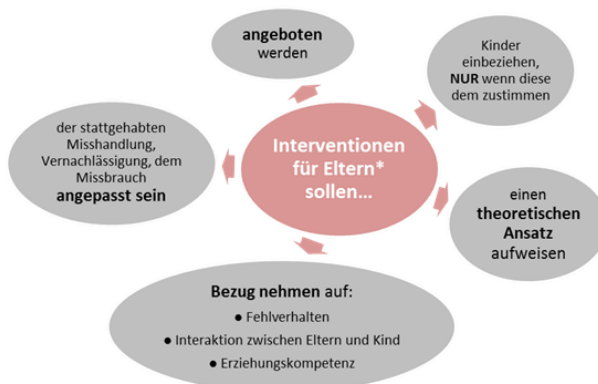 Interventionen
für Eltern*
sollen...
angeboten
werden
Kinder
einbeziehen,
NUR wenn diese
dem zustimmen
einen
theoretischen
Ansatz
aufweisen
Bezug nehmen auf:
● Fehlverhalten
● Interaktion zwischen Eltern und Kind
● Erziehungskompetenz
der stattgehabten
Misshandlung,
Vernachlässigung, dem
Missbrauch
angepasst sein